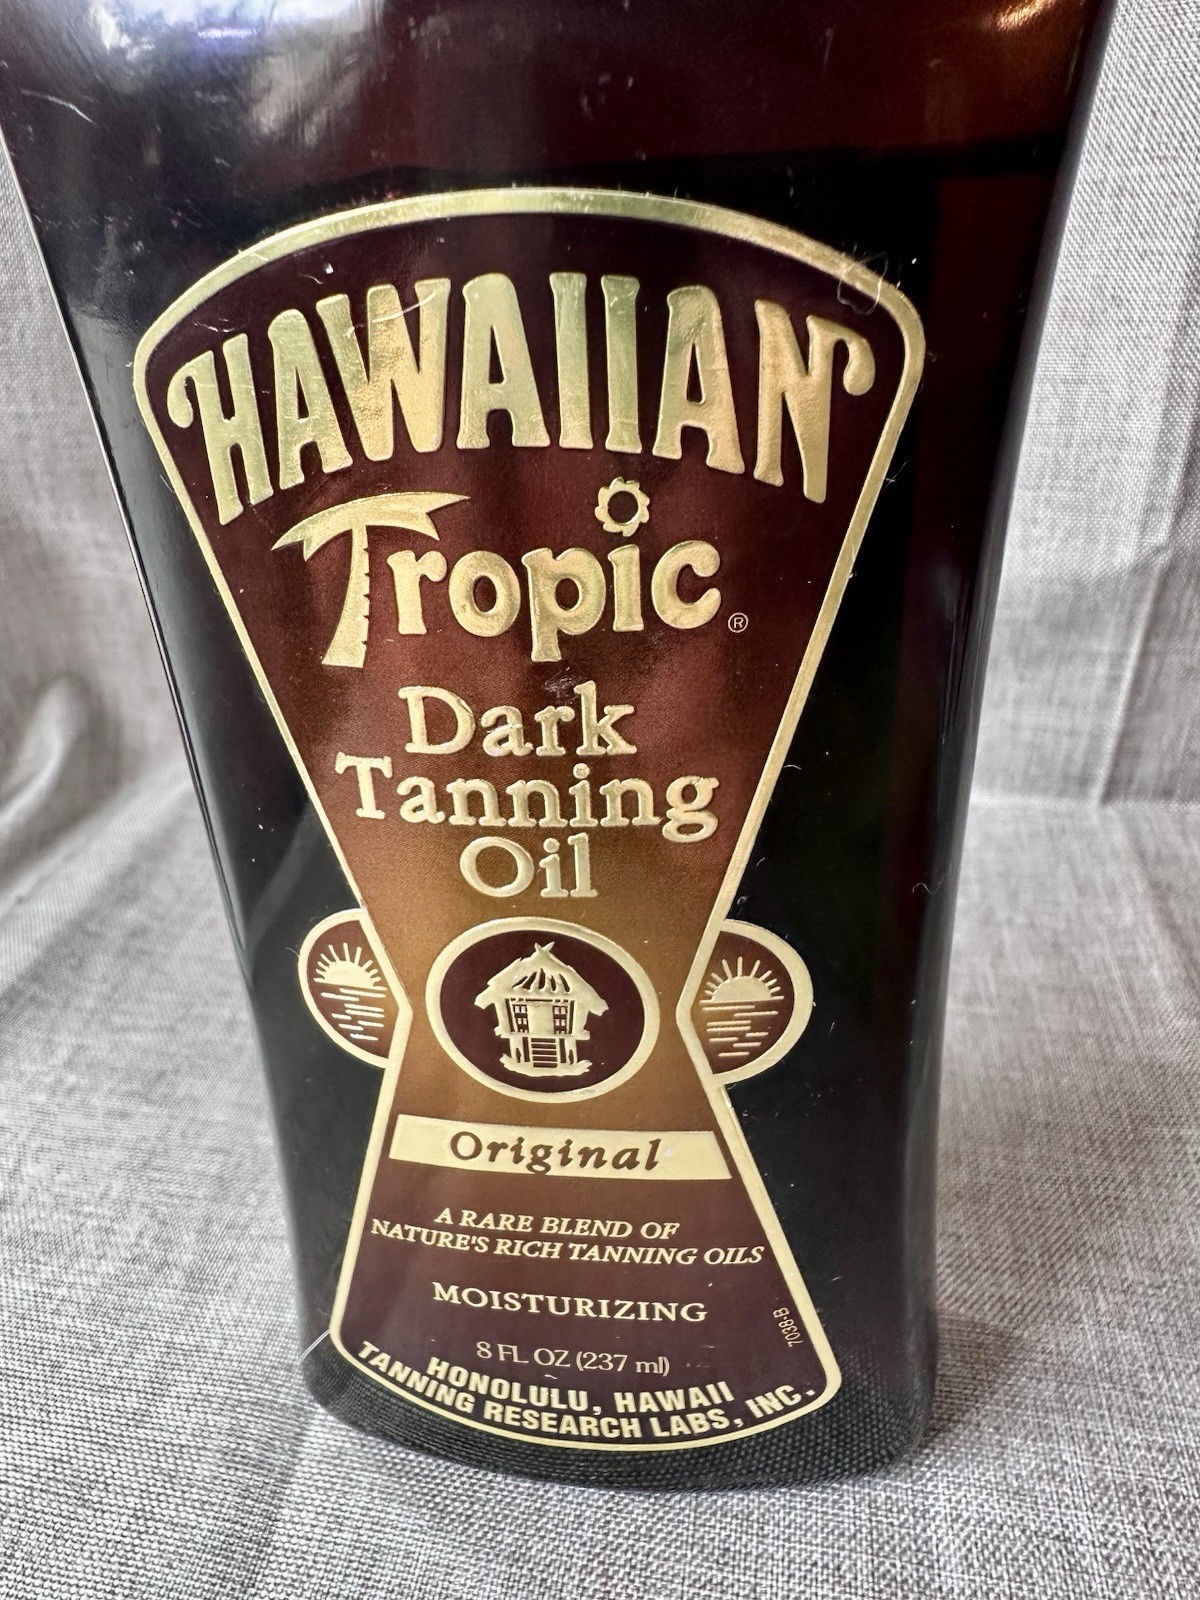 HAWAIIAN
Tropic®
Dark
Tanning
Oil
Original
A RARE BLEND OF
NATURE'S RICH TANNING OILS
MOISTURIZING
7038-B
8 FL OZ (237 ml)
HONOLULU, HAWAII
TANNING RESEARCH LABS, INC.